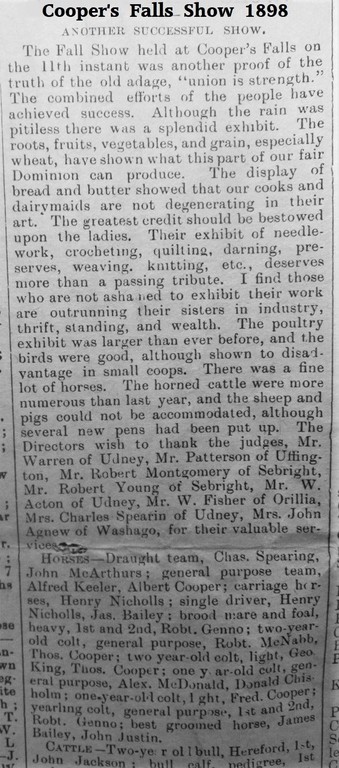 Cooper's Falls Show 1898
ANOTHER SUCCESSFUL SHOW.
The Fall Show held at Cooper's Falls on
the 11th instant was another proof of the
truth of the old adage, "union is strength."
The combined efforts of the people have
achieved success. Although the rain was
pitiless there was a splendid exhibit. The
roots, fruits, vegetables, and grain, especially
wheat, have shown what this part of our fair
Dominion can produce. The display of
bread and butter showed that our cooks and
dairymaids are not degenerating in their
art. The greatest credit should be bestowed
upon the ladies. Their exhibit of needle-
work, crocheting, quilting, darning, pre-
serves, weaving. knitting, etc., deserves
more than a passing tribute. I find those
who are not asha ed to exhibit their work
are outrunning their sisters in industry,
thrift, standing, and wealth. The poultry
exhibit was larger than ever before, and the
birds were good, although shown to disad-
vantage in small coops. There was a fine
lot of horses. The horned cattle were more
numerous than last year, and the sheep and
pigs could not be accommodated, although
several new pens had been put up. The
Directors wish to thank the judges, Mr.
Warren of Udney, Mr. Patterson of Uffing-
ton, Mr. Robert Montgomery of Sebright,
Mr. Robert Young of Sebright, Mr. W.
Acton of Udney, Mr. W. Fisher of Orillia,
Mrs. Charles Spearin of Udney, Mrs. John
Agnew of Washago, for their valuable ser-
vices.
HORSES—Draught team, Chas. Spearing,
John McArthurs; general purpose team,
Alfred Keeler, Albert Cooper; carriage hor-
ses, Henry Nicholls; single driver, Henry
Nicholls, Jas. Bailey; brood mare and foal,
heavy, 1st and 2nd, Robt. Genno; two-year-
old colt, general purpose, Robt. McNabb,
Thos. Cooper; two year old colt, light, Geo
King, Thos. Cooper; one y ar-old colt, gen-
eral purpose, Alex. McDonald, Donald Chis-
holm; one-year-old colt, l ght, Fred. Cooper;
yearling colt, general purpose, 1st and 2nd,
Robt. Genno; best groomed horse, James
Bailey, John Justin.
CATTLE—Two-ye r ol l bull, Hereford, 1-t,
John Jackson; bull calf, pedigree, 1st